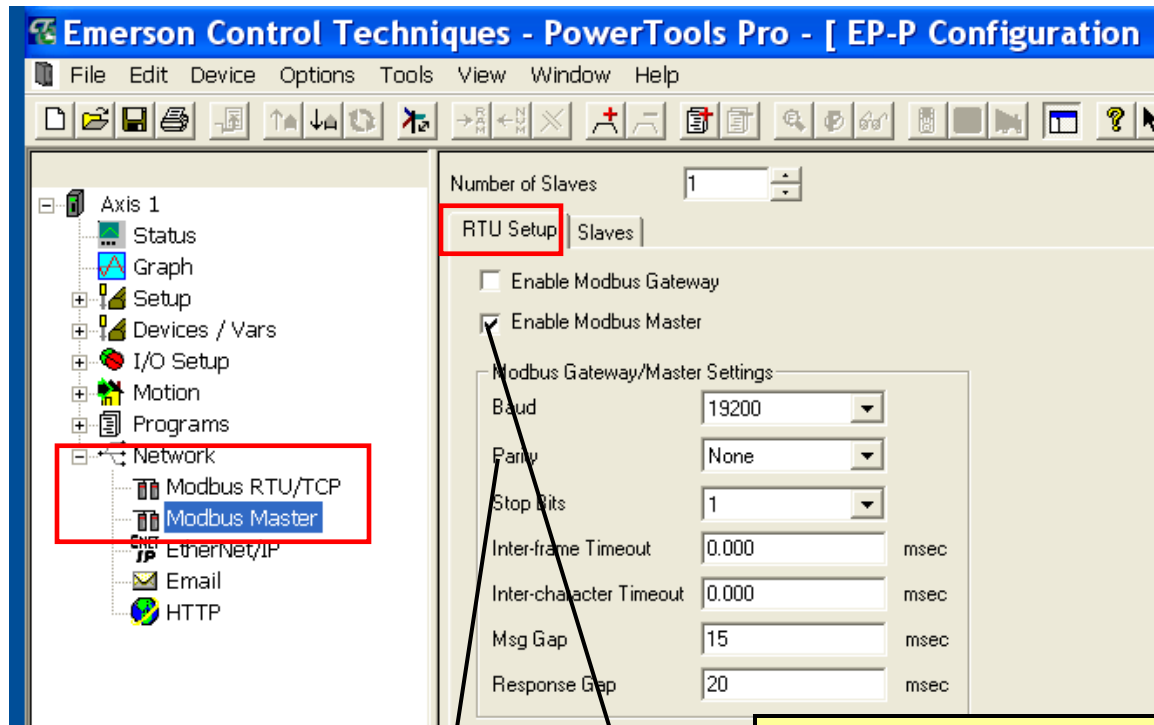 Emerson Control Techniques - PowerTools Pro - [ EP-P Configuration
File Edit Device Options Tools View Window Help
RAM NVM
Axis 1
Status
Graph
Setup
Devices / Vars
I/O Setup
Motion
Programs
Network
Modbus RTU/TCP
Modbus Master
EtherNet/IP
Email
HTTP
Number of Slaves 1
RTU Setup Slaves
Enable Modbus Gateway
Enable Modbus Master
Modbus Gateway/Master Settings
Baud 19200
Parity None
Stop Bits 1
Inter-frame Timeout 0.000 msec
Inter-character Timeout 0.000 msec
Msg Gap 15 msec
Response Gap 20 msec